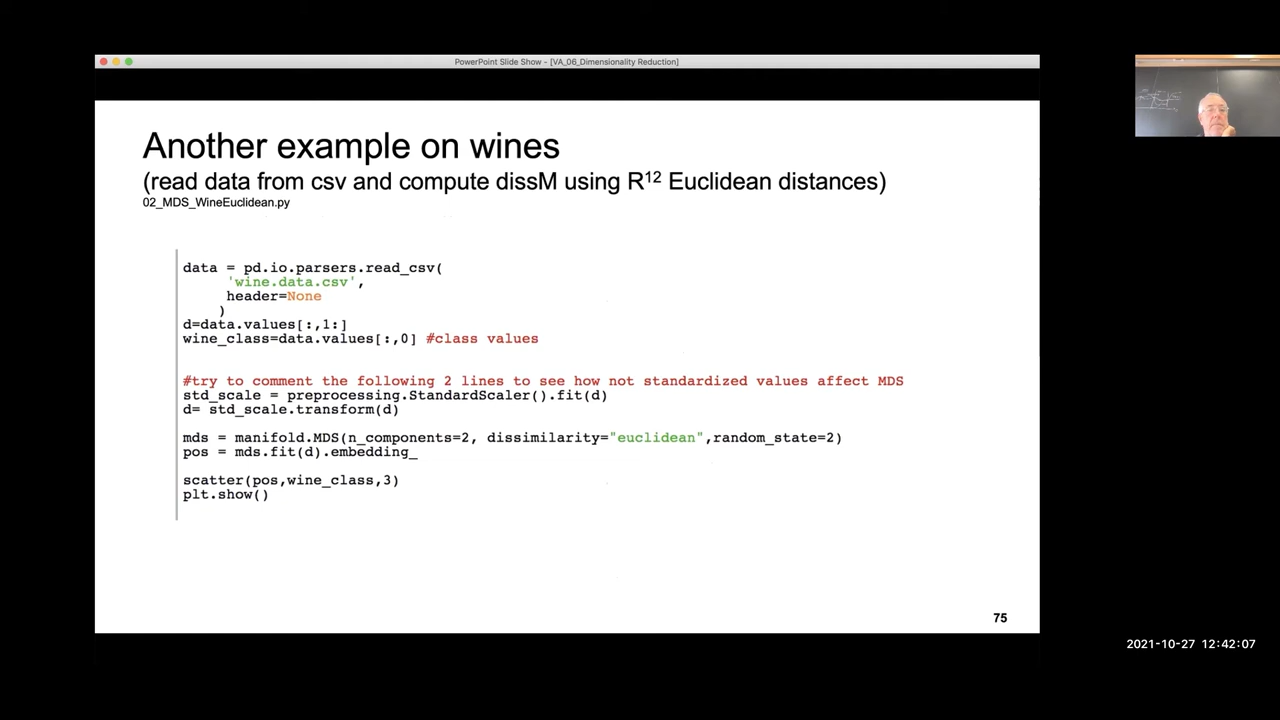 PowerPoint Slide Show - [VA_06_Dimensionality Reduction]
Another example on wines
(read data from csv and compute dissM using R¹² Euclidean distances)
02_MDS_WineEuclidean.py
data = pd.io.parsers.read_csv(
'wine.data.csv',
header=None
)
d=data.values[:,1:]
wine_class=data.values[:,0] #class values
#try to comment the following 2 lines to see how not standardized values affect MDS
std_scale = preprocessing.StandardScaler().fit(d)
d= std_scale.transform(d)
mds = manifold.MDS(n_components=2, dissimilarity="euclidean",random_state=2)
pos = mds.fit(d).embedding_
scatter(pos,wine_class,3)
plt.show()
75
2021-10-27 12:42:07